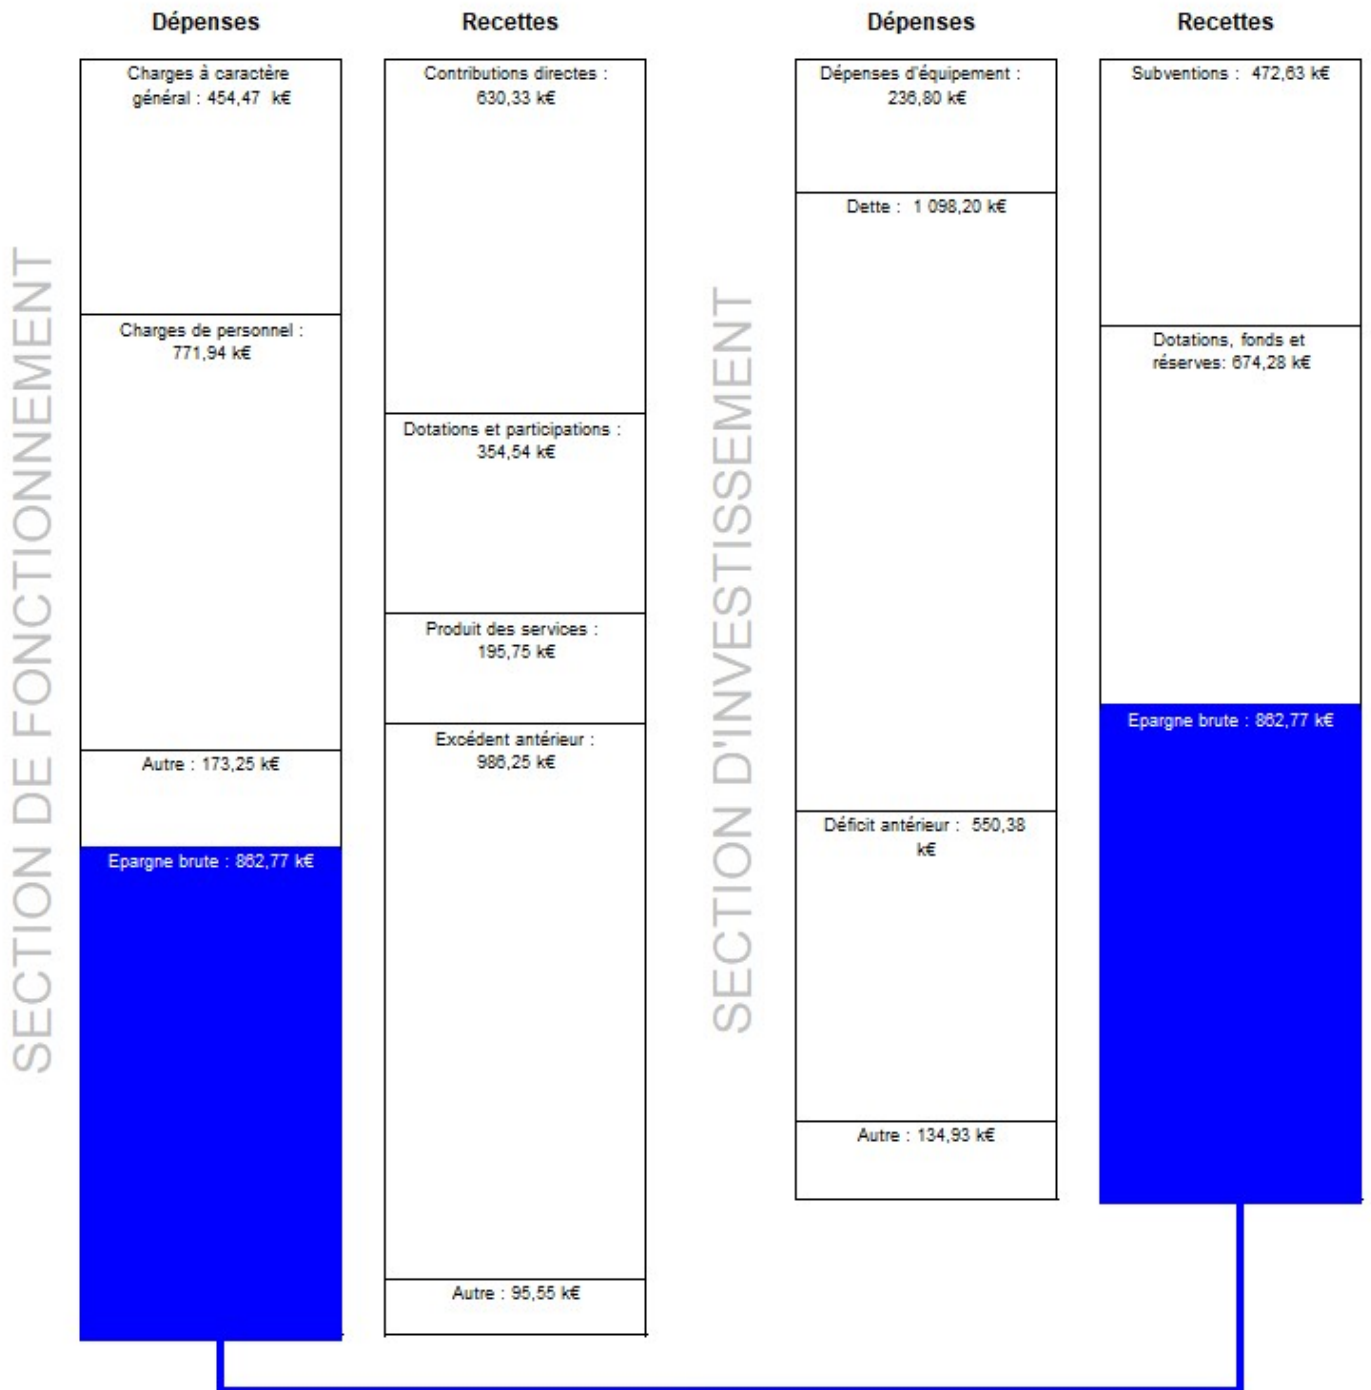 Dépenses
Recettes
Dépenses
Recettes
SECTION DE FONCTIONNEMENT
Charges à caractère
général : 454,47 k€
Charges de personnel :
771,94 k€
Autre : 173,25 k€
Epargne brute : 862,77 k€
Contributions directes :
630,33 k€
Dotations et participations :
354,54 k€
Produit des services :
195,75 k€
Excédent antérieur :
986,25 k€
Autre : 95,55 k€
SECTION D'INVESTISSEMENT
Dépenses d'équipement :
236,80 k€
Dette : 1 098,20 k€
Déficit antérieur : 550,38
k€
Autre : 134,93 k€
Subventions : 472,63 k€
Dotations, fonds et
réserves: 674,28 k€
Epargne brute : 862,77 k€